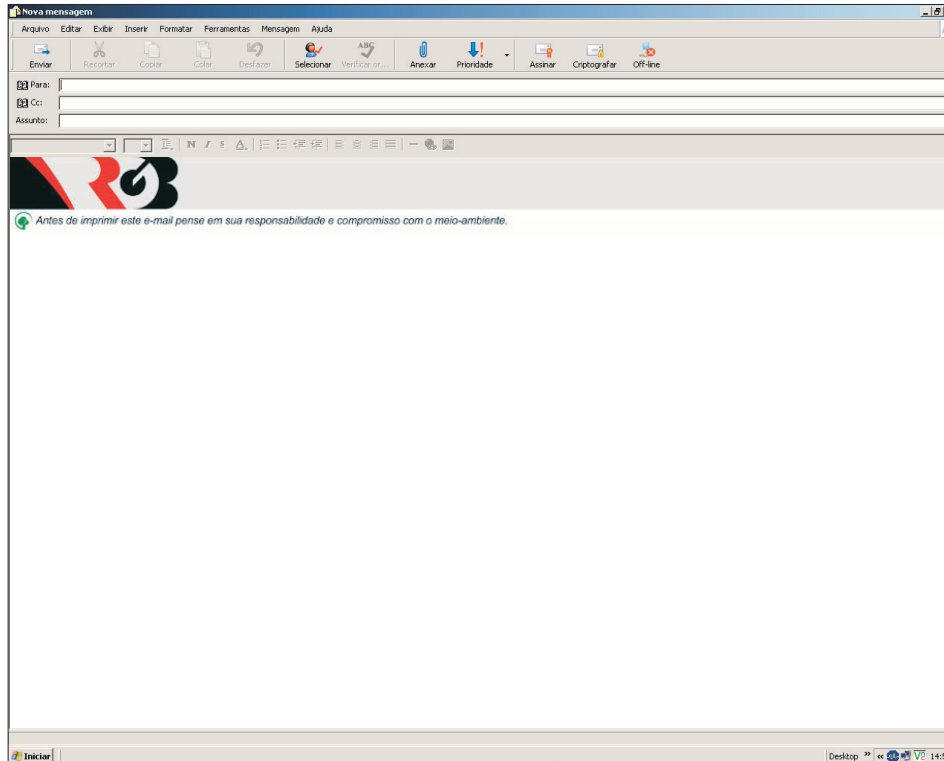 Nova mensagem
Arquivo Editar Exibir Inserir Formatar Ferramentas Mensagem Ajuda
Enviar Recortar Copiar Colar Desfazer Selecionar Verificar or... Anexar Prioridade Assinar Criptografar Off-line
Para:
Cc:
Assunto:
N I S A
RGB
Antes de imprimir este e-mail pense em sua responsabilidade e compromisso com o meio-ambiente.
Iniciar Desktop